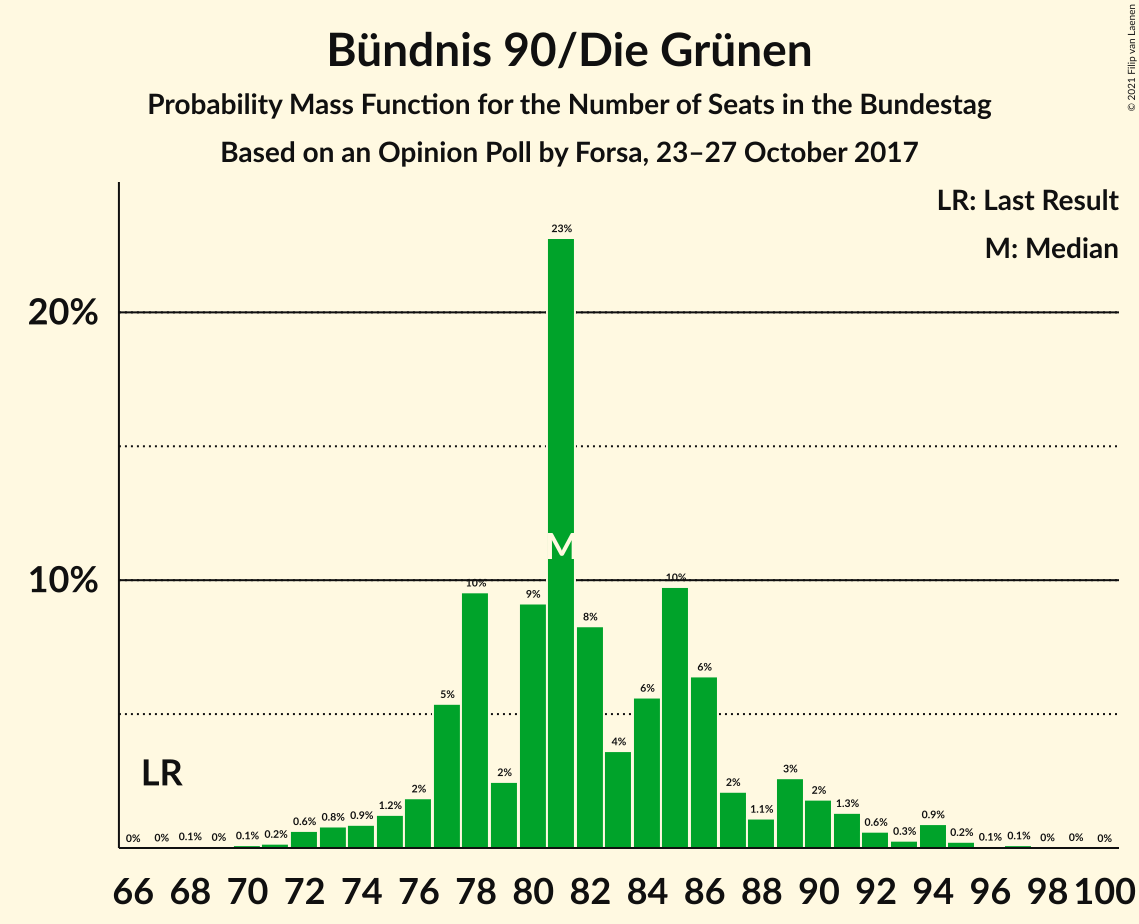 © 2021 Filip van Laenen
Bündnis 90/Die Grünen
Probability Mass Function for the Number of Seats in the Bundestag
Based on an Opinion Poll by Forsa, 23–27 October 2017
LR: Last Result
M: Median
23%
20%
M
10%
10% 10%
9%
8%
6% 6%
5%
4%
LR
3%
2% 2% 2% 2%
1.2% 1.1% 1.3%
0.6% 0.8% 0.9% 0.6% 0.9%
0% 0% 0.1% 0% 0.1% 0.2% 0.3% 0.2% 0.1% 0.1% 0% 0% 0%
66 68 70 72 74 76 78 80 82 84 86 88 90 92 94 96 98 100